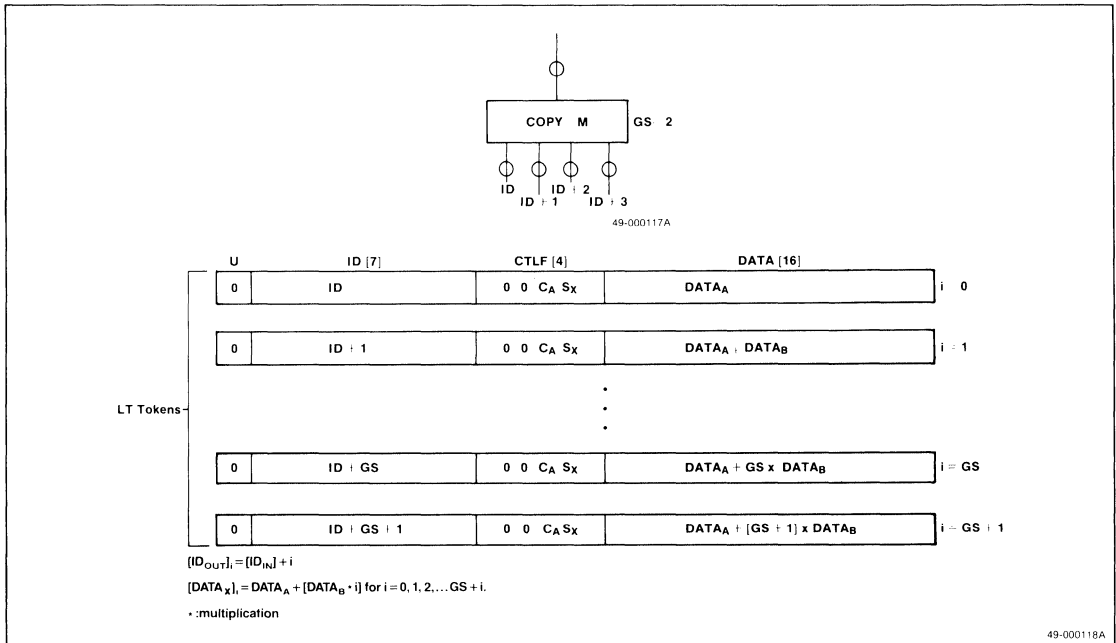 COPY M GS 2
ID ID + 2
ID + 1 ID + 3
49-000117A
U ID [7] CTLF [4] DATA [16]
0 ID 0 0 C_A S_X DATA_A i 0
0 ID + 1 0 0 C_A S_X DATA_A + DATA_B i = 1
LT Tokens
0 ID + GS 0 0 C_A S_X DATA_A + GS x DATA_B i = GS
0 ID + GS + 1 0 0 C_A S_X DATA_A + [GS + 1] x DATA_B i = GS + 1
[ID_OUT]_i = [ID_IN] + i
[DATA_X]_i = DATA_A + [DATA_B * i] for i = 0, 1, 2, ... GS + i.
* :multiplication
49-000118A